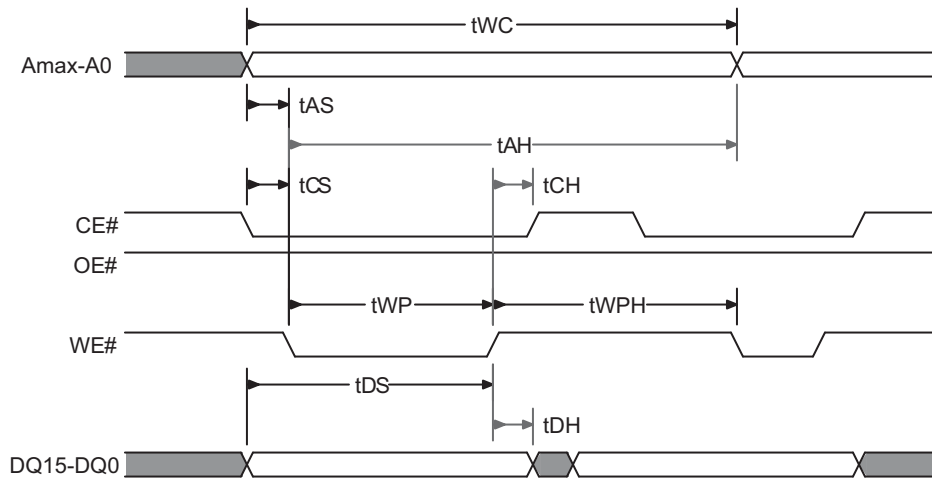 tWC
Amax-A0
tAS
tAH
tCS
tCH
CE#
OE#
tWP
tWPH
WE#
tDS
tDH
DQ15-DQ0